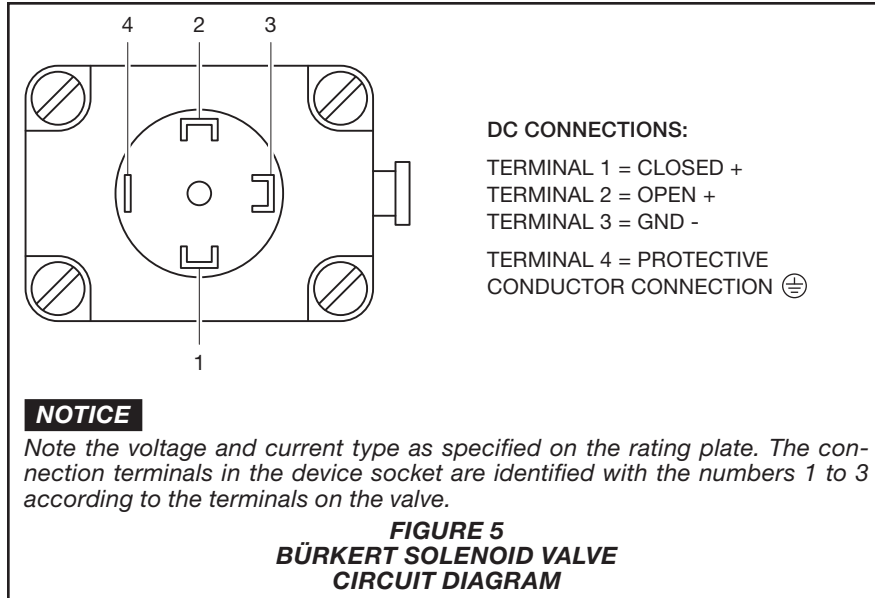 4 2 3
1
DC CONNECTIONS:
TERMINAL 1 = CLOSED +
TERMINAL 2 = OPEN +
TERMINAL 3 = GND -
TERMINAL 4 = PROTECTIVE
CONDUCTOR CONNECTION
NOTICE
Note the voltage and current type as specified on the rating plate. The con-
nection terminals in the device socket are identified with the numbers 1 to 3
according to the terminals on the valve.
FIGURE 5
BÜRKERT SOLENOID VALVE
CIRCUIT DIAGRAM